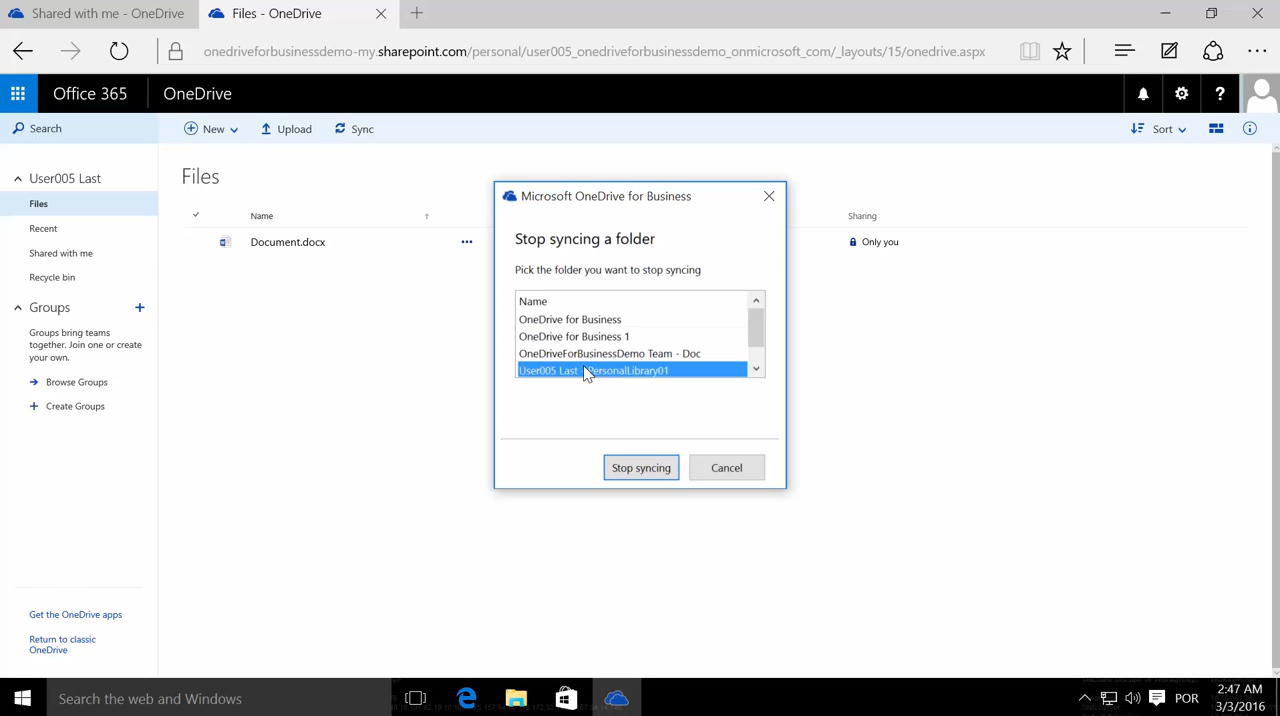 Shared with me - OneDrive
Files - OneDrive
onedriveforbusinessdemo-my.sharepoint.com/personal/user005_onedriveforbusinessdemo_onmicrosoft_com/_layouts/15/onedrive.aspx
Office 365
OneDrive
Search
New
Upload
Sync
Sort
User005 Last
Files
Recent
Shared with me
Recycle bin
Groups
Groups bring teams
together. Join one or create
your own.
Browse Groups
Create Groups
Get the OneDrive apps
Return to classic
OneDrive
Files
Name
Sharing
Document.docx
Only you
Microsoft OneDrive for Business
Stop syncing a folder
Pick the folder you want to stop syncing
Name
OneDrive for Business
OneDrive for Business 1
OneDriveForBusinessDemo Team - Doc
User005 Last - PersonalLibrary01
Stop syncing
Cancel
Search the web and Windows
POR
2:47 AM
3/3/2016